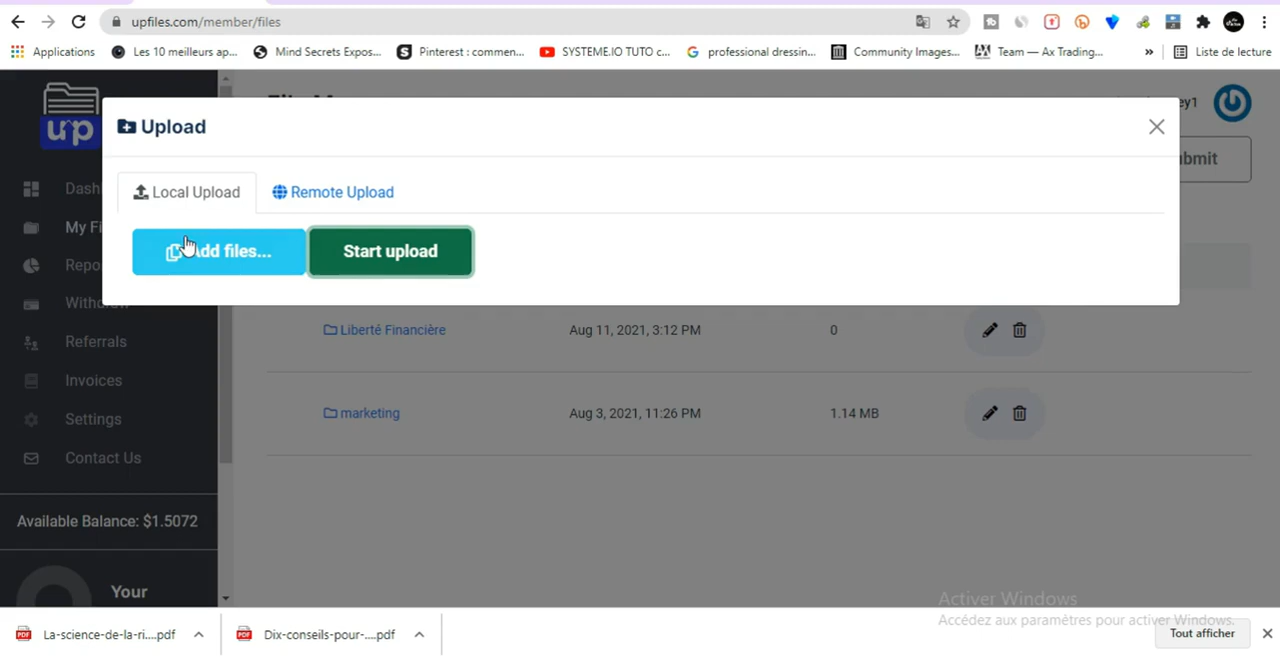 upfiles.com/member/files
Applications
Les 10 meilleurs ap...
Mind Secrets Expos...
Pinterest : commen...
SYSTEME.IO TUTO c...
professional dressin...
Community Images...
Team — Ax Trading...
»
Liste de lecture
up
ey1
Upload
bmit
Local Upload
Remote Upload
Dash
My Fi
Add files...
Start upload
Repo
Withdraw
Liberté Financière
Aug 11, 2021, 3:12 PM
0
Referrals
Invoices
marketing
Aug 3, 2021, 11:26 PM
1.14 MB
Settings
Contact Us
Available Balance: $1.5072
Your
Activer Windows
Accédez aux paramètres pour activer Windows.
La-science-de-la-ri....pdf
Dix-conseils-pour-....pdf
Tout afficher